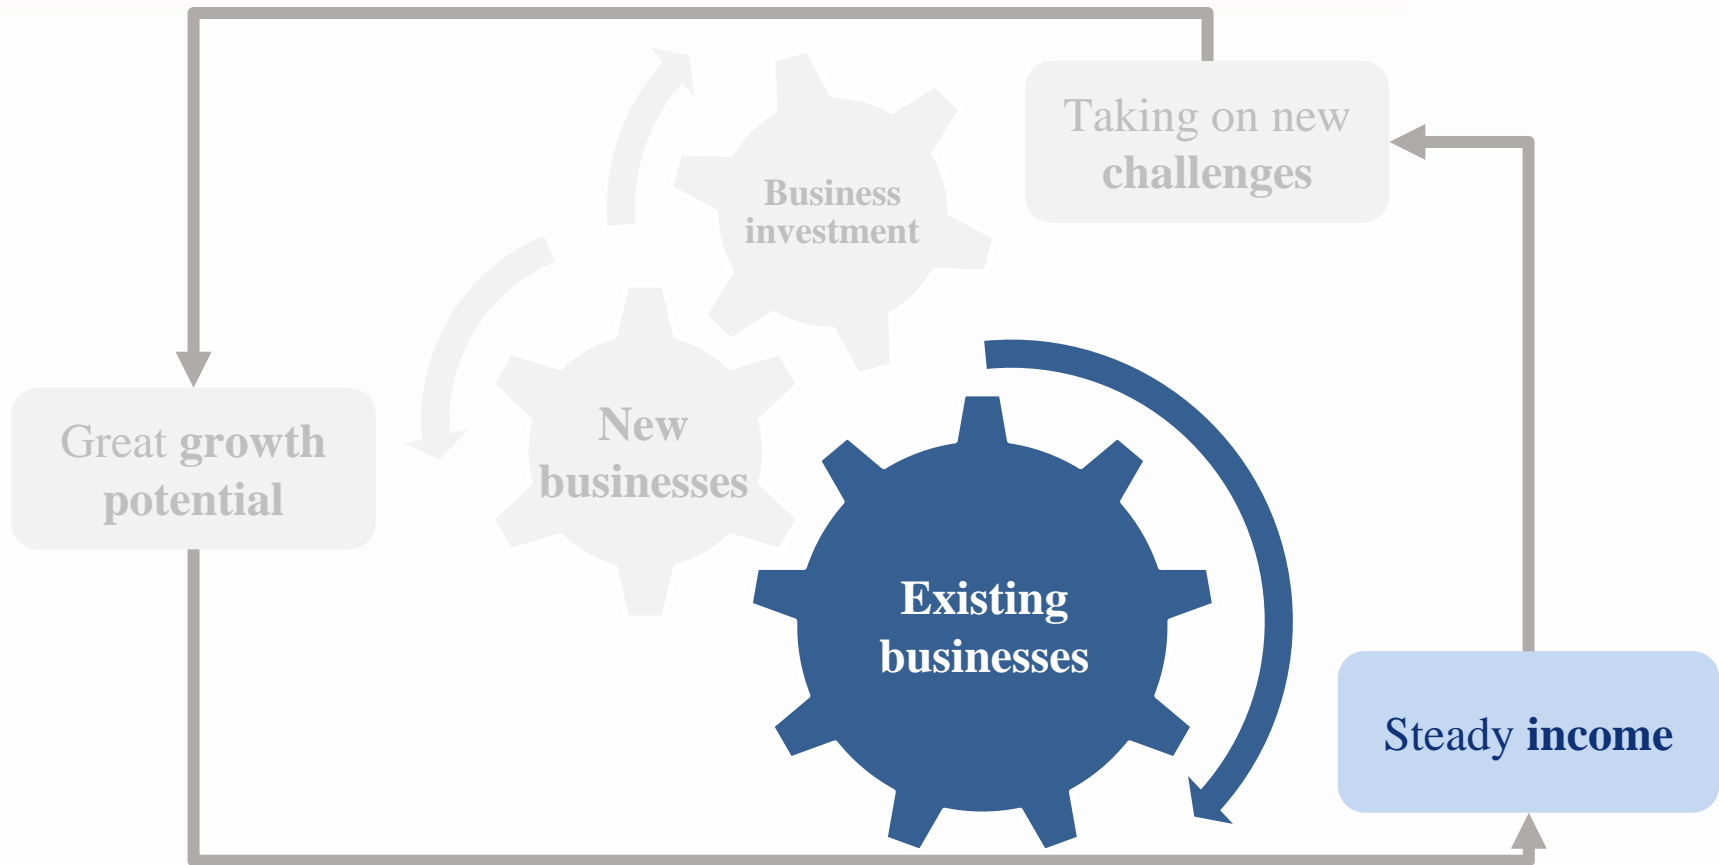 Taking on new
challenges
Business
investment
Great growth
potential
New
businesses
Existing
businesses
Steady income